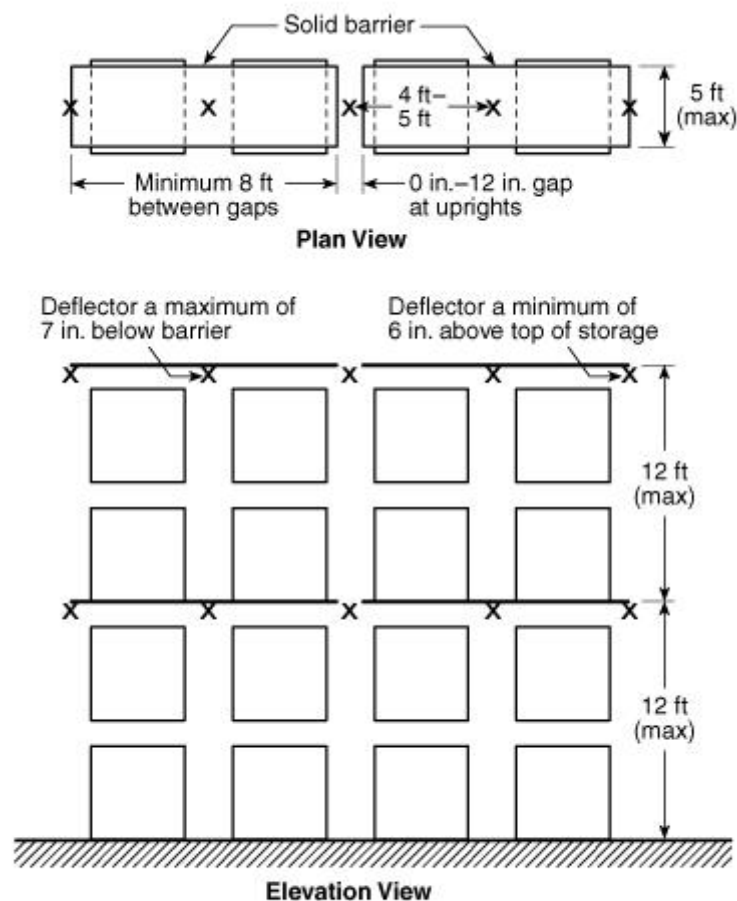 Solid barrier
4 ft–
5 ft
5 ft
(max)
X X X X X
Minimum 8 ft
between gaps
0 in.–12 in. gap
at uprights
Plan View
Deflector a maximum of
7 in. below barrier
Deflector a minimum of
6 in. above top of storage
X X X X X
12 ft
(max)
X X X X X
12 ft
(max)
Elevation View